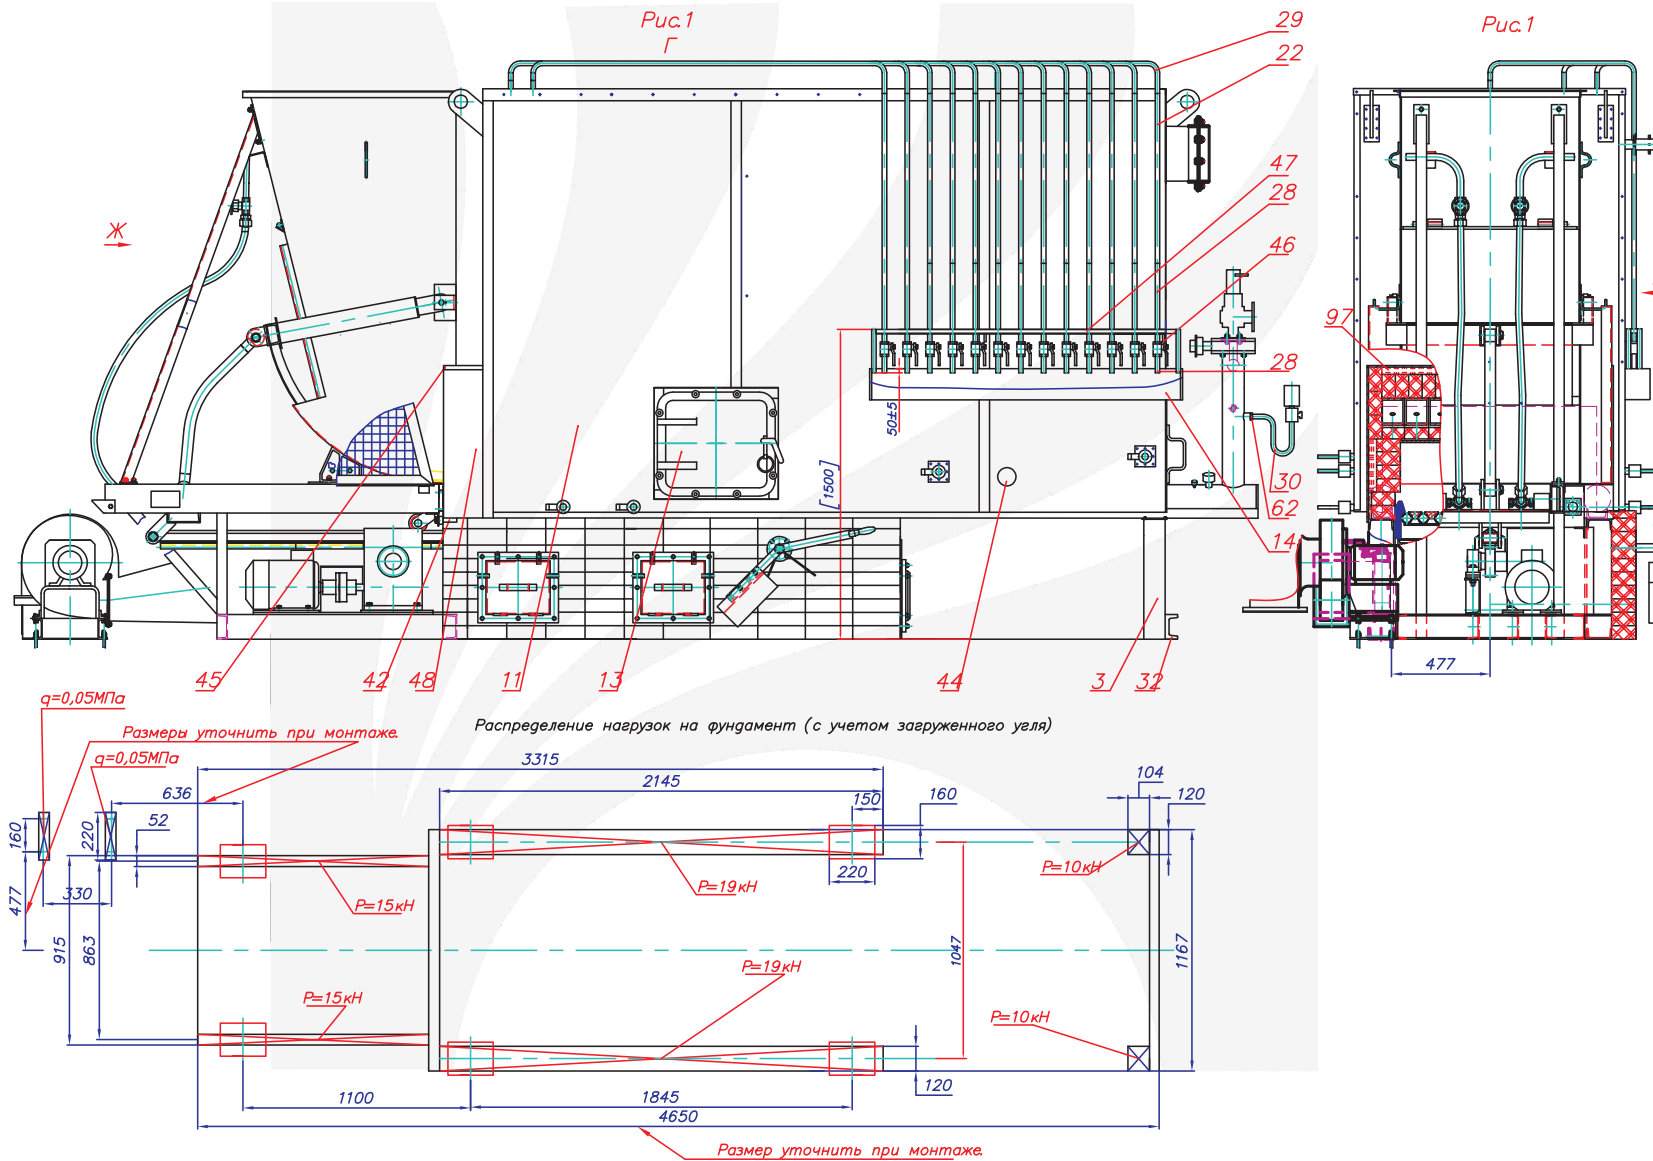 Рис.1
Г
29
22
Рис.1
Ж
47
28
46
97
28
50±5
[1500]
30
62
14
477
45
42
48
11
13
44
3
32
q=0,05МПа
Размеры уточнить при монтаже.
q=0,05МПа
Распределение нагрузок на фундамент (с учетом загруженного угля)
3315
2145
104
636
150
160
120
52
160
220
220
P=10кН
P=19кН
330
P=15кН
477
915
863
1047
1167
P=19кН
P=15кН
P=10кН
120
1100
1845
4650
Размер уточнить при монтаже.